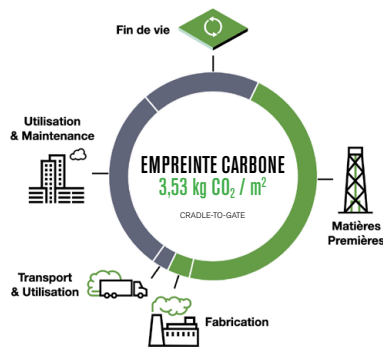 Fin de vie
Utilisation
& Maintenance
EMPREINTE CARBONE
3,53 kg CO₂ / m²
CRADLE-TO-GATE
Matières
Premières
Transport
& Utilisation
Fabrication